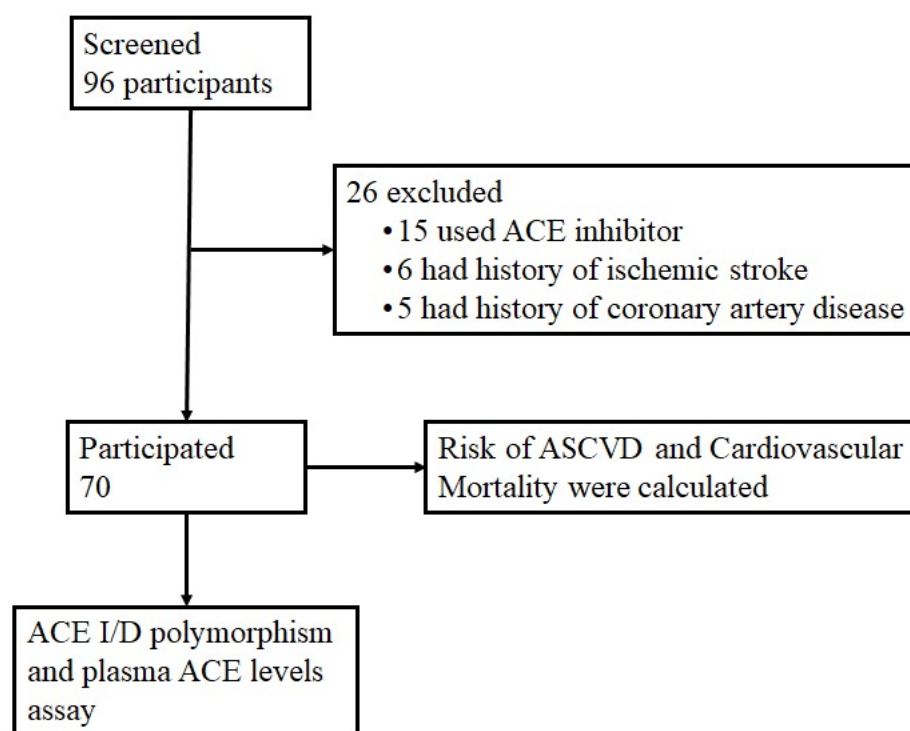 Screened
96 participants
26 excluded
•15 used ACE inhibitor
•6 had history of ischemic stroke
•5 had history of coronary artery disease
Participated
70
Risk of ASCVD and Cardiovascular
Mortality were calculated
ACE I/D polymorphism
and plasma ACE levels
assay